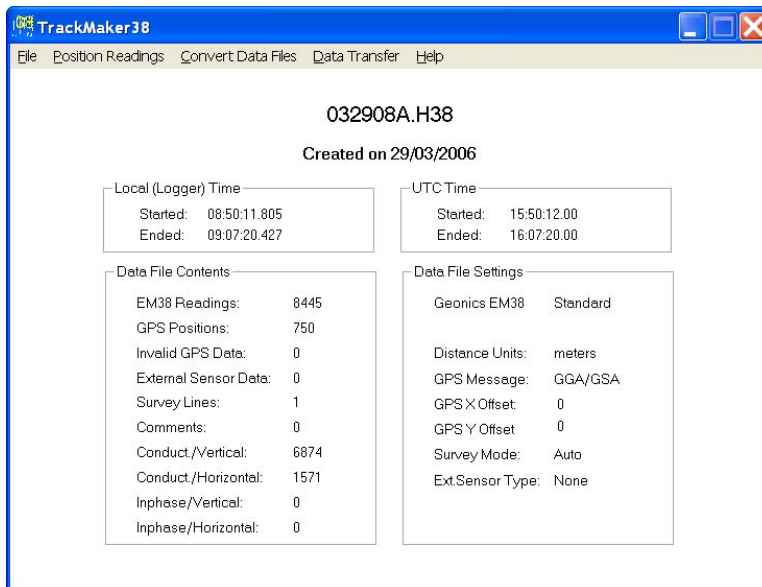 TrackMaker38
File Position Readings Convert Data Files Data Transfer Help
032908A.H38
Created on 29/03/2006
Local (Logger) Time
Started: 08:50:11.805
Ended: 09:07:20.427
UTC Time
Started: 15:50:12.00
Ended: 16:07:20.00
Data File Contents
EM38 Readings: 8445
GPS Positions: 750
Invalid GPS Data: 0
External Sensor Data: 0
Survey Lines: 1
Comments: 0
Conduct./Vertical: 6874
Conduct./Horizontal: 1571
Inphase/Vertical: 0
Inphase/Horizontal: 0
Data File Settings
Geonics EM38 Standard
Distance Units: meters
GPS Message: GGA/GSA
GPS X Offset: 0
GPS Y Offset 0
Survey Mode: Auto
Ext.Sensor Type: None